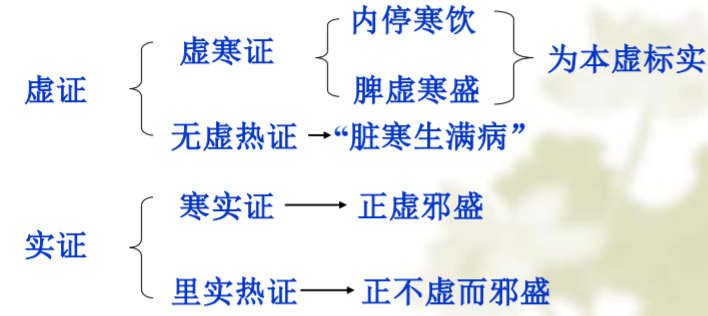 内停寒饮
虚寒证
为本虚标实
虚证
脾虚寒盛
无虚热证→“脏寒生满病”
寒实证→正虚邪盛
实证
里实热证→正不虚而邪盛